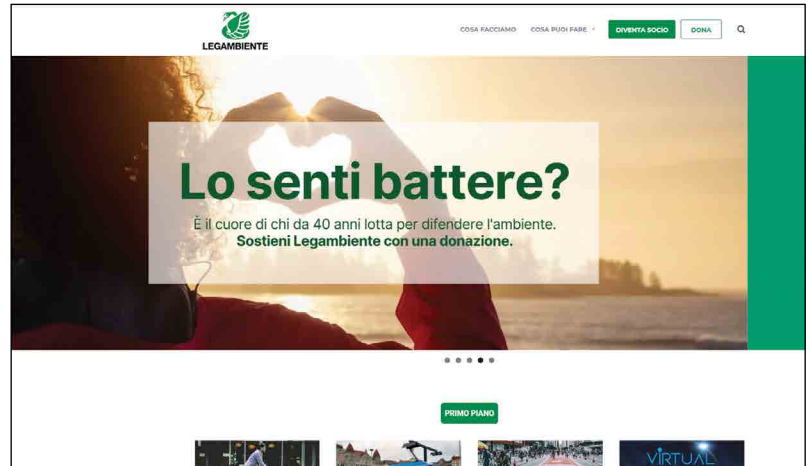 LEGAMBIENTE
COSA FACCIAMO
COSA PUOI FARE
DIVENTA SOCIO
DONA
Lo senti battere?
È il cuore di chi da 40 anni lotta per difendere l'ambiente.
Sostieni Legambiente con una donazione.
PRIMO PIANO
VIRTUAL